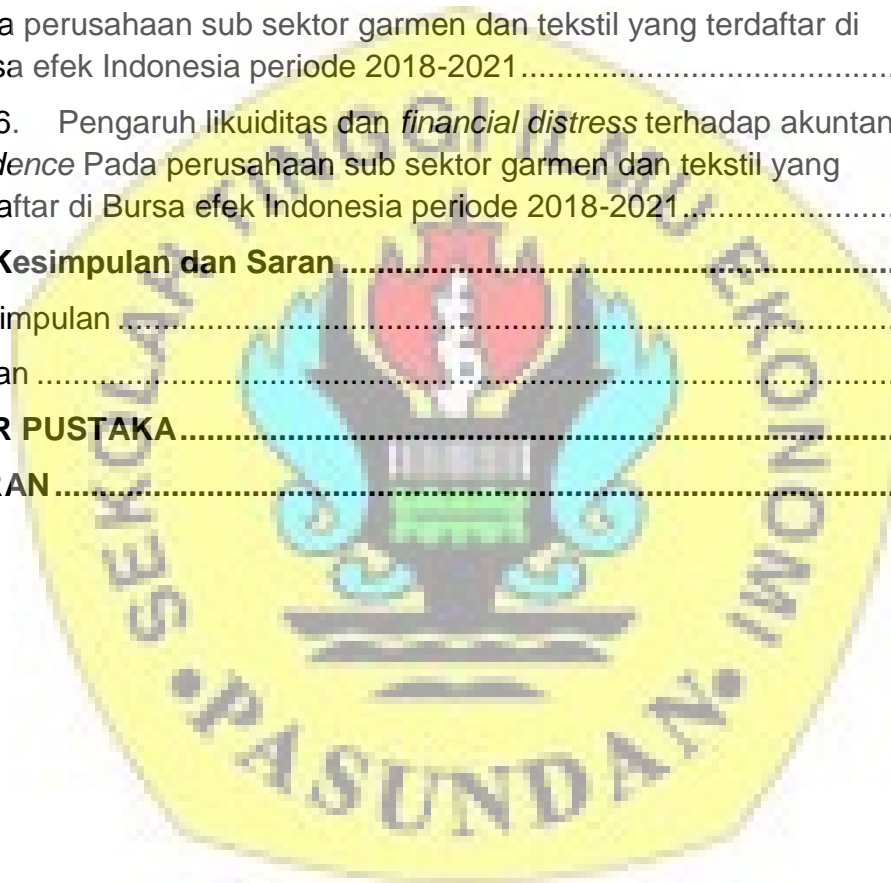 a perusahaan sub sektor garmen dan tekstil yang terdaftar di
sa efek Indonesia periode 2018-2021........................................
6. Pengaruh likuiditas dan financial distress terhadap akuntan
dence Pada perusahaan sub sektor garmen dan tekstil yang
aftar di Bursa efek Indonesia periode 2018-2021........................
Kesimpulan dan Saran..............................................................
impulan.......................................................................................
an................................................................................................
R PUSTAKA................................................................................
RAN..............................................................................................
SEKOLAH TINGGI ILMU EKONOMI
•PASUNDAN•